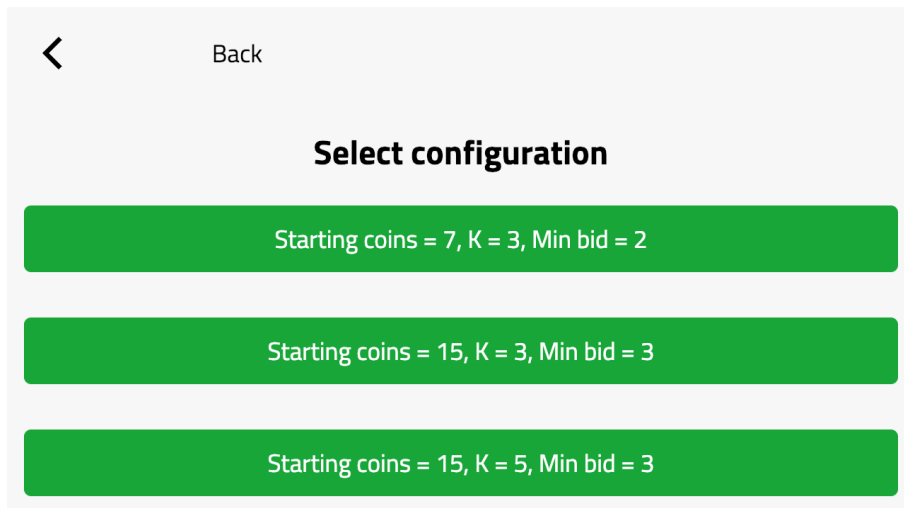 Back
Select configuration
Starting coins = 7, K = 3, Min bid = 2
Starting coins = 15, K = 3, Min bid = 3
Starting coins = 15, K = 5, Min bid = 3